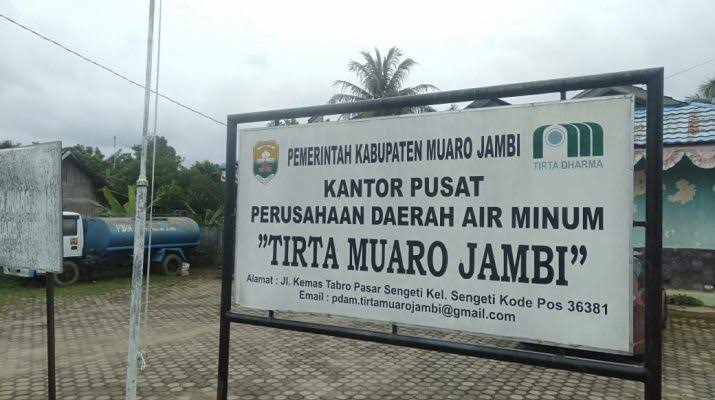 PEMERINTAH KABUPATEN MUARO JAMBI
TIRTA DHARMA
KANTOR PUSAT
PERUSAHAAN DAERAH AIR MINUM
"TIRTA MUARO JAMBI"
Alamat : Jl. Kemas Tabro Pasar Sengeti Kel. Sengeti Kode Pos 36381
Email : pdam.tirtamuarojambi@gmail.com